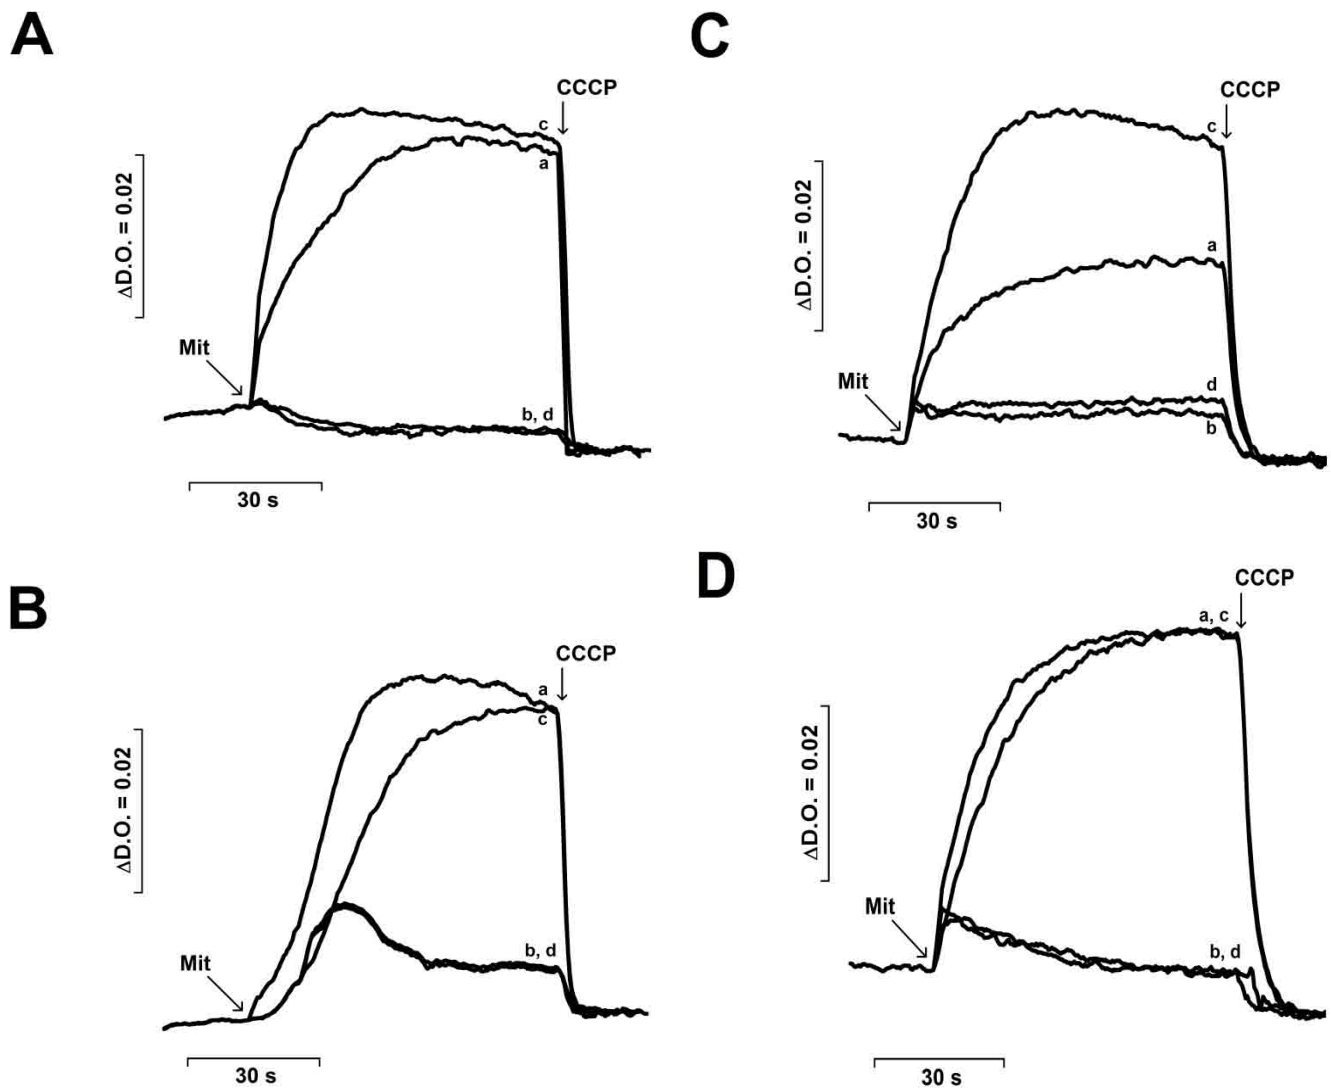 A
CCCP
c
a
ΔD.O. = 0.02
Mit
b, d
30 s
B
CCCP
a
c
ΔD.O. = 0.02
b, d
Mit
30 s
C
CCCP
c
ΔD.O. = 0.02
a
Mit
d
b
30 s
D
CCCP
a, c
ΔD.O. = 0.02
Mit
b, d
30 s